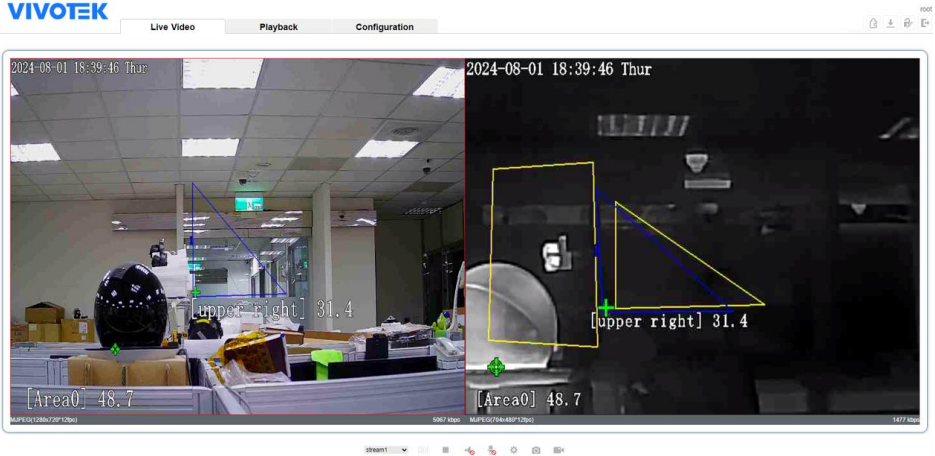 VIVOTEK
root
Live Video
Playback
Configuration
2024-08-01 18:39:46 Thur
[upper right] 31.4
[Area0] 48.7
MJPEG(1280x720*12fps)
5067 kbps
2024-08-01 18:39:46 Thur
[upper right] 31.4
[Area0] 48.7
MJPEG(704x480*12fps)
1477 kbps
stream1